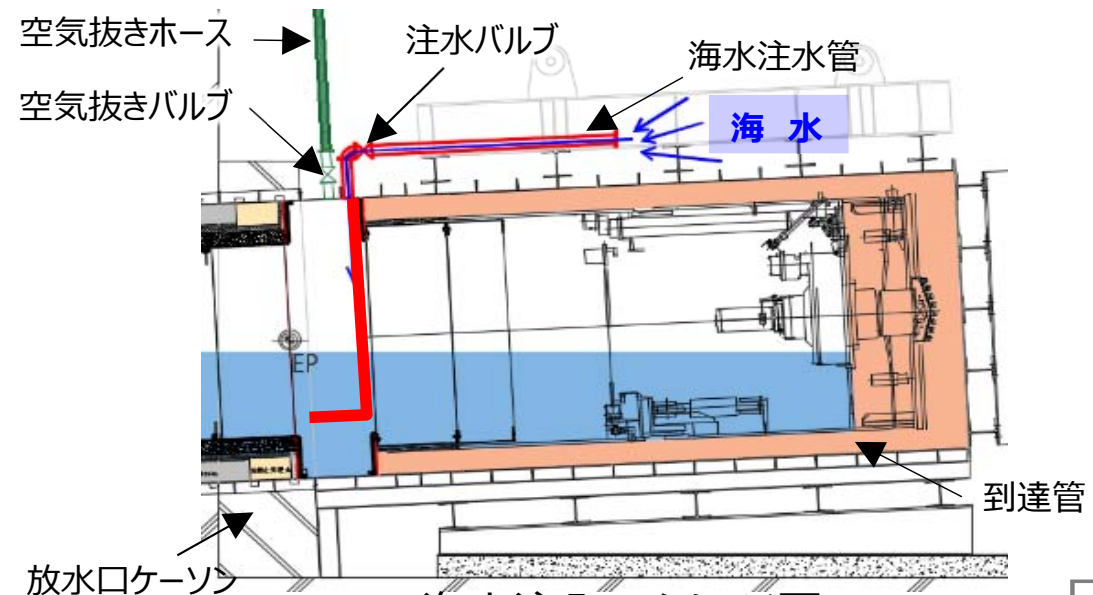 空気抜きホース
注水バルブ
海水注水管
空気抜きバルブ
海 水
EP
到達管
放水口ケーソン